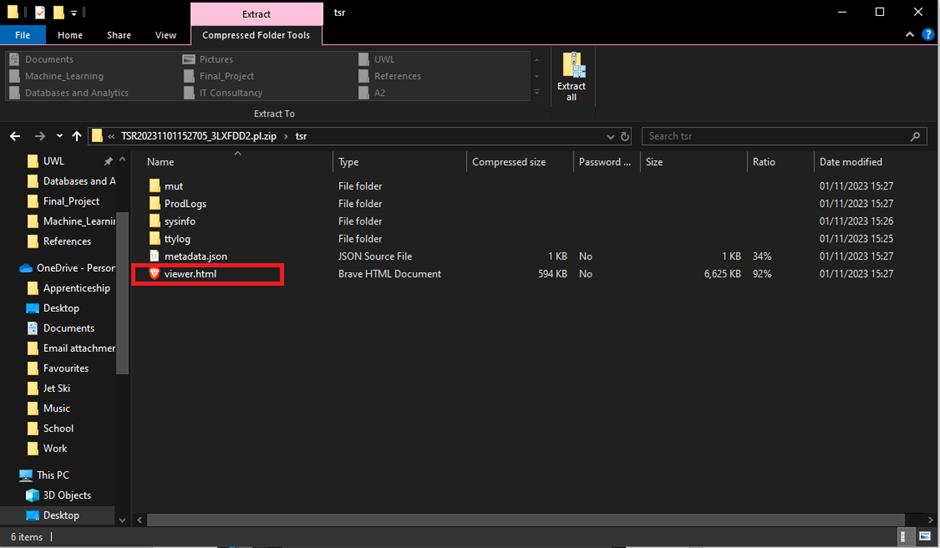 Extract
tsr
File
Home
Share
View
Compressed Folder Tools
Documents
Pictures
UWL
Machine_Learning
Final_Project
References
Databases and Analytics
IT Consultancy
A2
Extract To
Extract
all
« TSR20231101152705_3LXFDD2.pl.zip › tsr
Search tsr
UWL
Databases and A
Final_Project
Machine_Learnin
References
OneDrive - Person
Apprenticeship
Desktop
Documents
Email attachmen
Favourites
Jet Ski
Music
School
Work
This PC
3D Objects
Desktop
Name Type Compressed size Password ... Size Ratio Date modified
mut File folder 01/11/2023 15:27
ProdLogs File folder 01/11/2023 15:27
sysinfo File folder 01/11/2023 15:26
ttylog File folder 01/11/2023 15:25
metadata.json JSON Source File 1 KB No 1 KB 34% 01/11/2023 15:27
viewer.html Brave HTML Document 594 KB No 6,625 KB 92% 01/11/2023 15:27
6 items